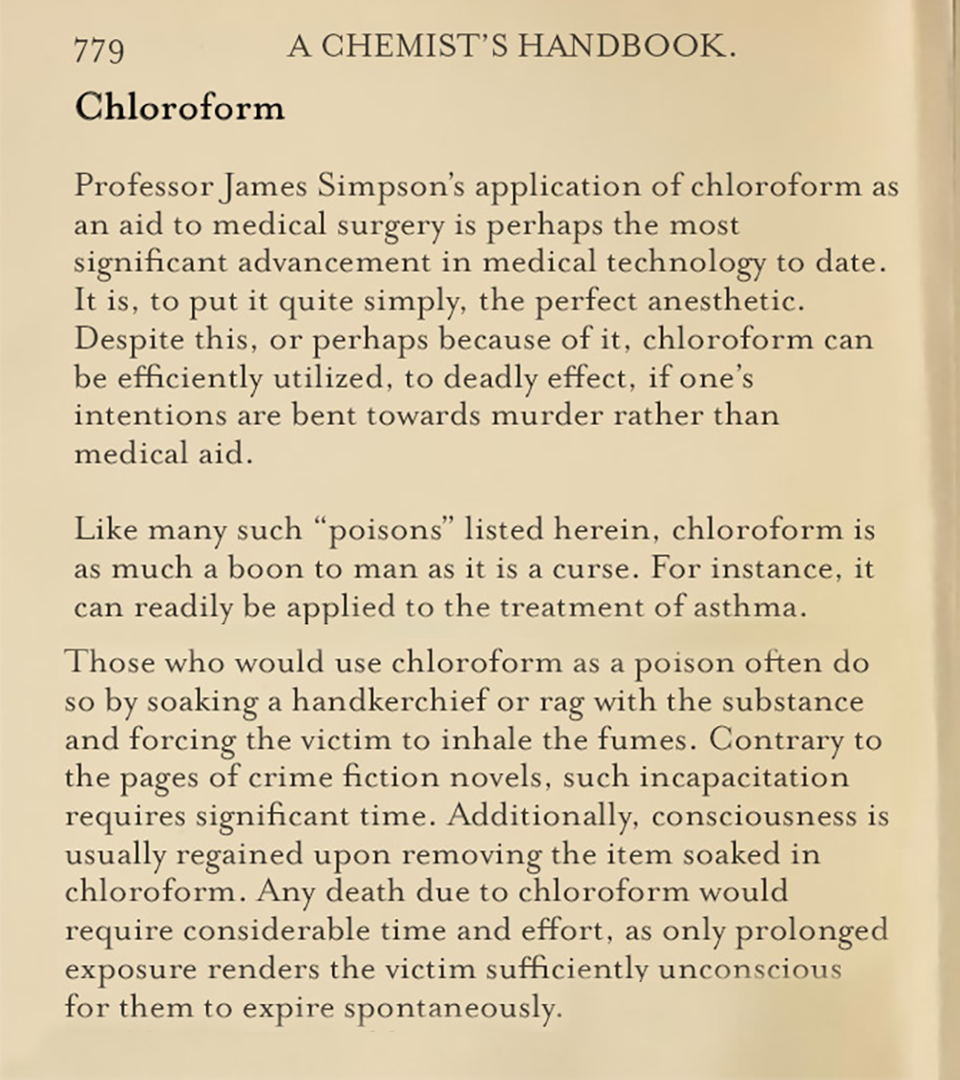 779 A CHEMIST’S HANDBOOK.
Chloroform
Professor James Simpson’s application of chloroform as
an aid to medical surgery is perhaps the most
significant advancement in medical technology to date.
It is, to put it quite simply, the perfect anesthetic.
Despite this, or perhaps because of it, chloroform can
be efficiently utilized, to deadly effect, if one’s
intentions are bent towards murder rather than
medical aid.
Like many such “poisons” listed herein, chloroform is
as much a boon to man as it is a curse. For instance, it
can readily be applied to the treatment of asthma.
Those who would use chloroform as a poison often do
so by soaking a handkerchief or rag with the substance
and forcing the victim to inhale the fumes. Contrary to
the pages of crime fiction novels, such incapacitation
requires significant time. Additionally, consciousness is
usually regained upon removing the item soaked in
chloroform. Any death due to chloroform would
require considerable time and effort, as only prolonged
exposure renders the victim sufficiently unconscious
for them to expire spontaneously.